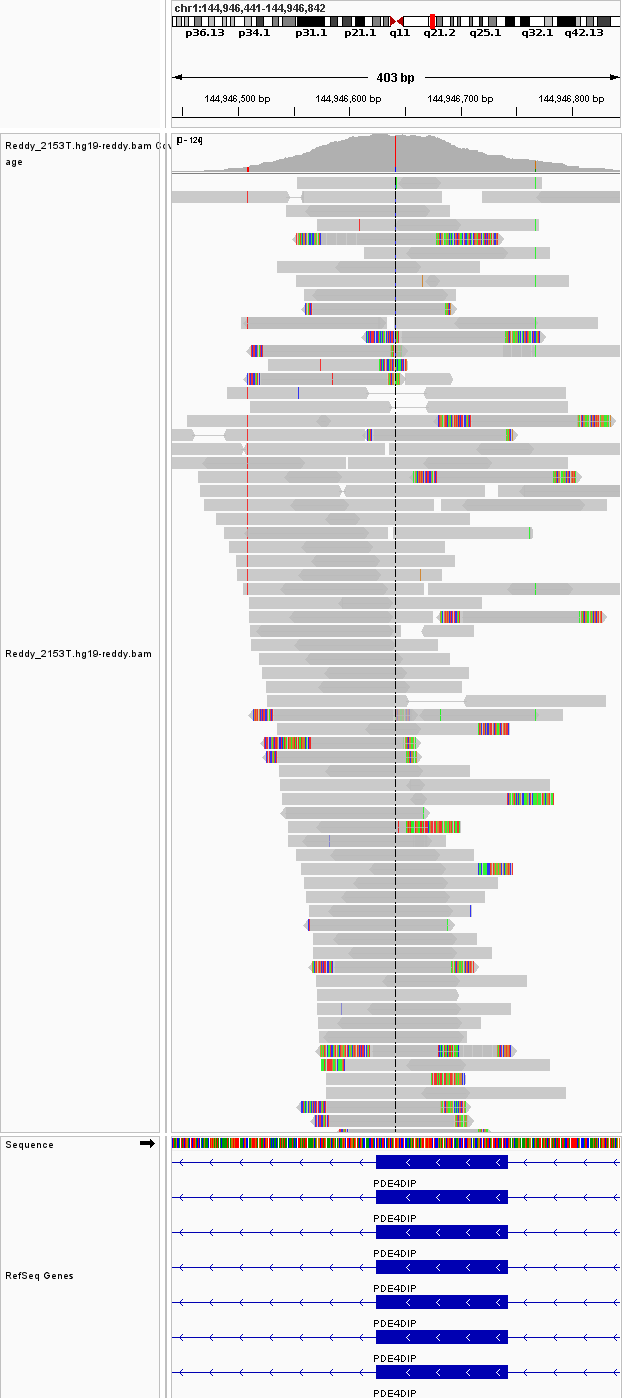 chr1:144,946,441-144,946,842
p36.13 p34.1 p31.1 p21.1 q11 q21.2 q25.1 q32.1 q42.13
403 bp
144,946,500 bp 144,946,600 bp 144,946,700 bp 144,946,800 bp
Reddy_2153T.hg19-reddy.bam Cov
age
[0 - 124]
Reddy_2153T.hg19-reddy.bam
Sequence
PDE4DIP
PDE4DIP
PDE4DIP
RefSeq Genes
PDE4DIP
PDE4DIP
PDE4DIP
PDE4DIP